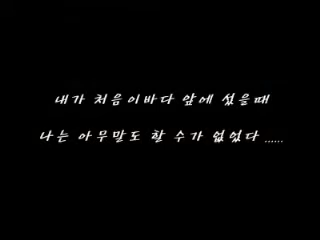 내가 처음이바다 앞에 섰을때
나는 아무말도 할 수가 없었다......